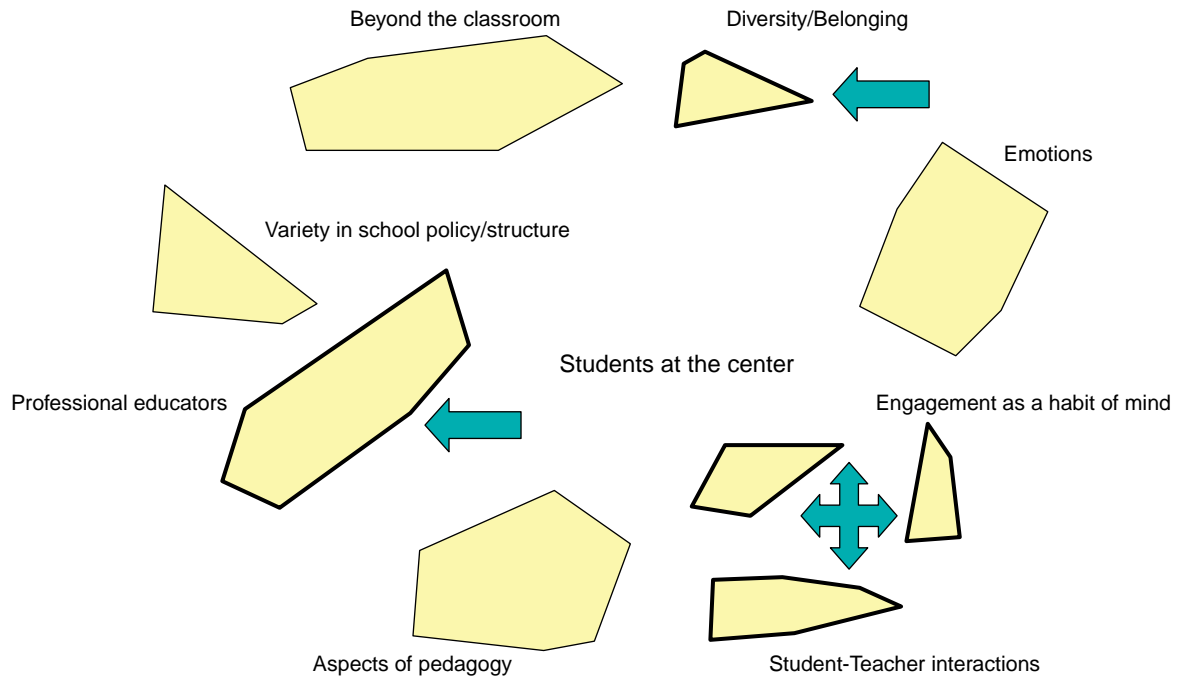 Beyond the classroom
Diversity/Belonging
Emotions
Variety in school policy/structure
Students at the center
Professional educators
Engagement as a habit of mind
Aspects of pedagogy
Student-Teacher interactions